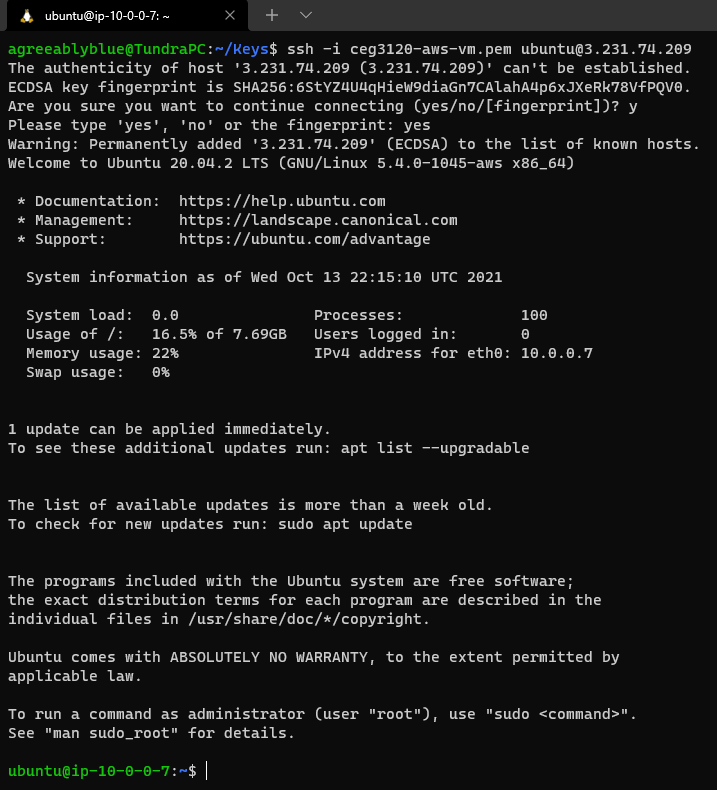 ubuntu@ip-10-0-0-7: ~
agreeablyblue@TundraPC:~/Keys$ ssh -i ceg3120-aws-vm.pem ubuntu@3.231.74.209
The authenticity of host '3.231.74.209 (3.231.74.209)' can't be established.
ECDSA key fingerprint is SHA256:6StYZ4U4qHieW9diaGn7CAlahA4p6xJXeRk78VfPQV0.
Are you sure you want to continue connecting (yes/no/[fingerprint])? y
Please type 'yes', 'no' or the fingerprint: yes
Warning: Permanently added '3.231.74.209' (ECDSA) to the list of known hosts.
Welcome to Ubuntu 20.04.2 LTS (GNU/Linux 5.4.0-1045-aws x86_64)
* Documentation:  https://help.ubuntu.com
* Management:     https://landscape.canonical.com
* Support:        https://ubuntu.com/advantage
System information as of Wed Oct 13 22:15:10 UTC 2021
System load:  0.0               Processes:             100
Usage of /:   16.5% of 7.69GB   Users logged in:       0
Memory usage: 22%               IPv4 address for eth0: 10.0.0.7
Swap usage:   0%
1 update can be applied immediately.
To see these additional updates run: apt list --upgradable
The list of available updates is more than a week old.
To check for new updates run: sudo apt update
The programs included with the Ubuntu system are free software;
the exact distribution terms for each program are described in the
individual files in /usr/share/doc/*/copyright.
Ubuntu comes with ABSOLUTELY NO WARRANTY, to the extent permitted by
applicable law.
To run a command as administrator (user "root"), use "sudo <command>".
See "man sudo_root" for details.
ubuntu@ip-10-0-0-7:~$